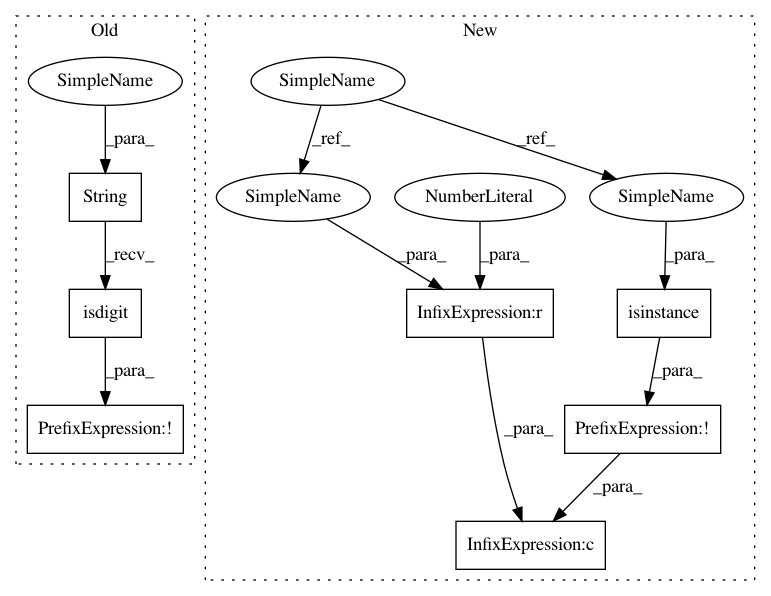 Old
New
SimpleName
SimpleName
_para_
_ref_
_ref_
String
SimpleName
NumberLiteral
SimpleName
_recv_
_para_
_para_
_para_
isdigit
InfixExpression:r
isinstance
_para_
_para_
PrefixExpression:!
_para_
PrefixExpression:!
_para_
InfixExpression:c